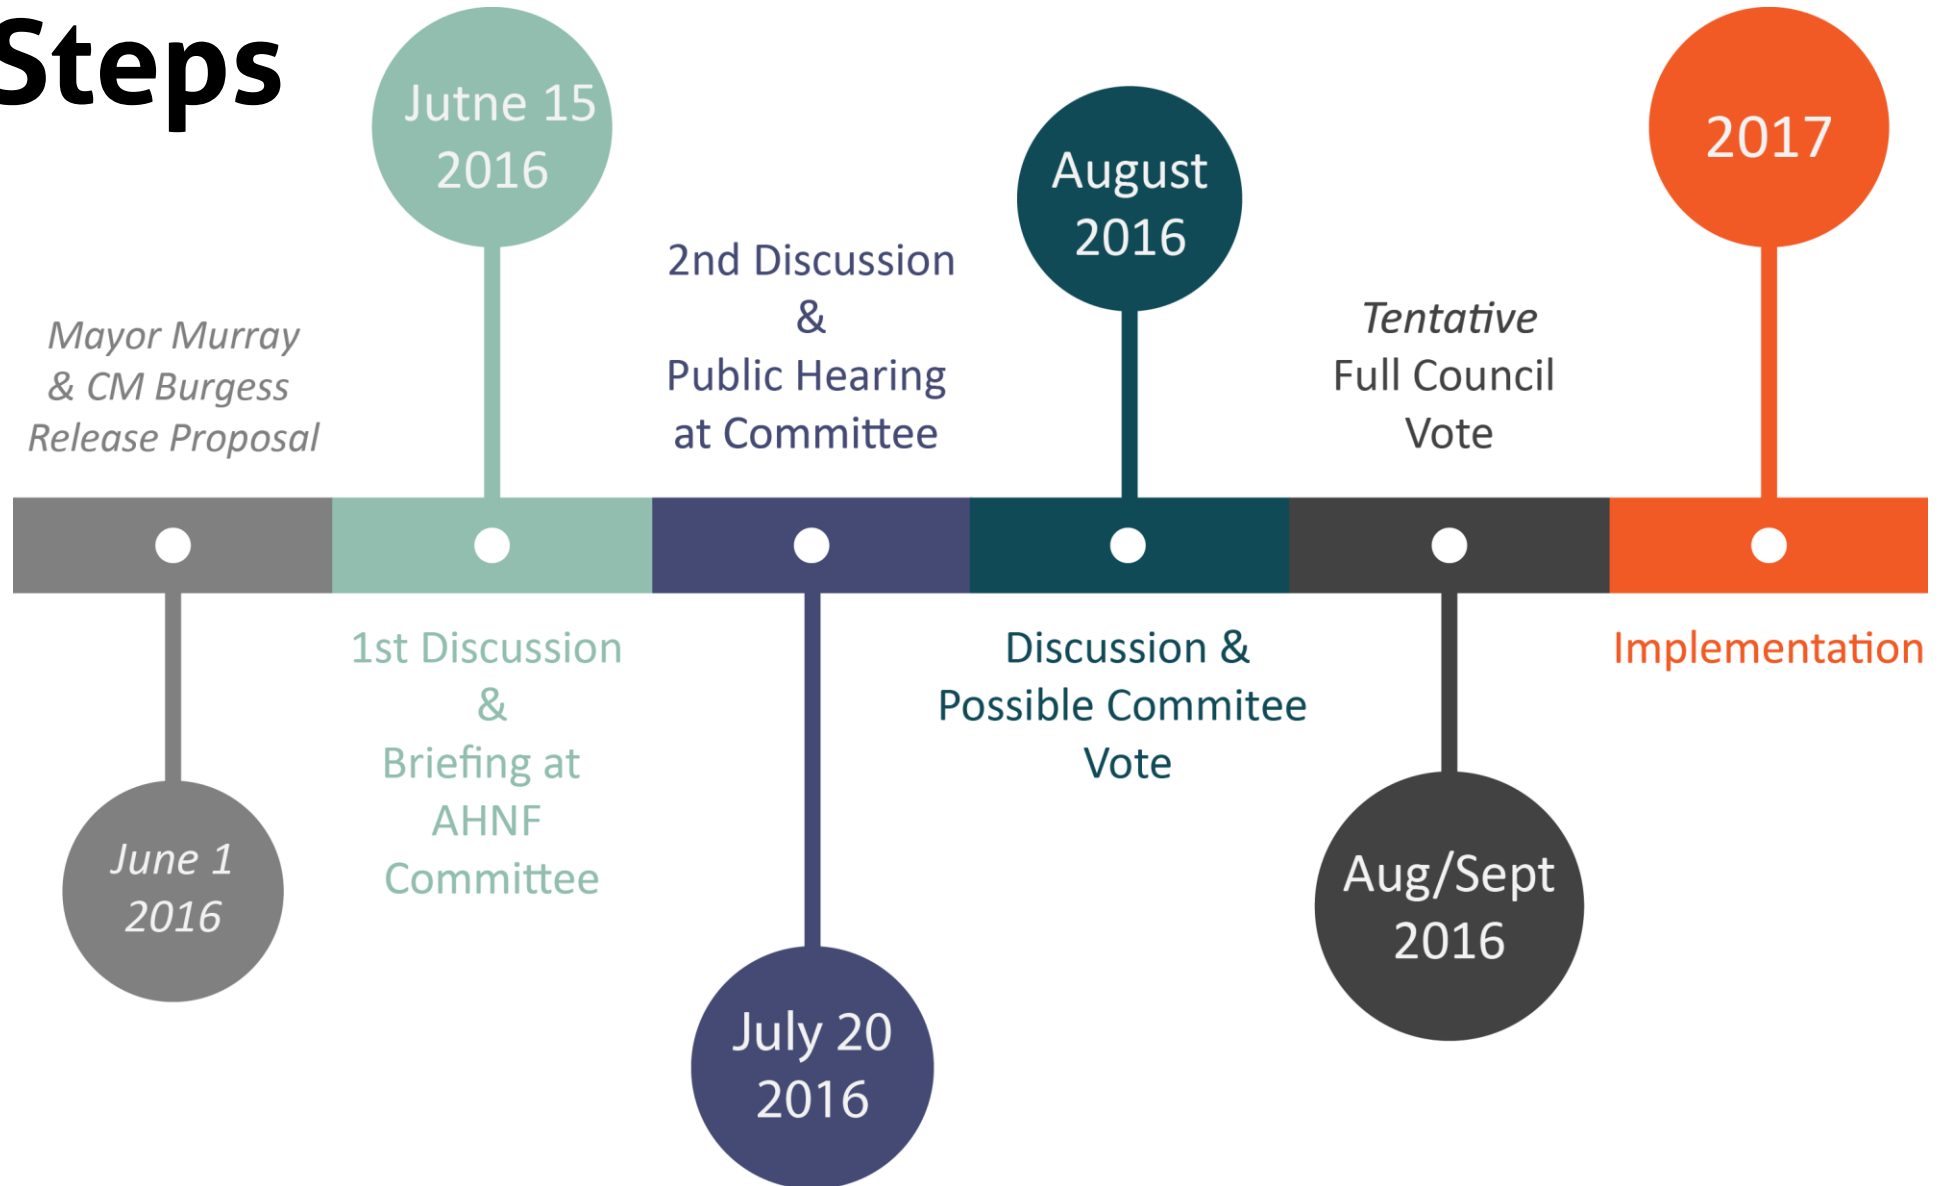 Steps
Mayor Murray
& CM Burgess
Release Proposal
June 1
2016
Jutne 15
2016
1st Discussion
&
Briefing at
AHNF
Committee
2nd Discussion
&
Public Hearing
at Committee
July 20
2016
August
2016
Discussion &
Possible Commitee
Vote
Tentative
Full Council
Vote
Aug/Sept
2016
2017
Implementation